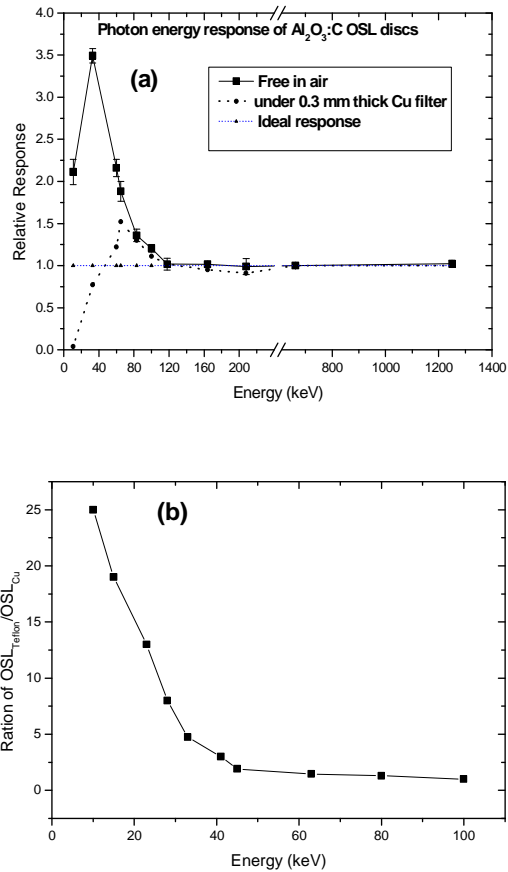 Photon energy response of Al2O3:C OSL discs
(a)
Free in air
under 0.3 mm thick Cu filter
Ideal response
Relative Response
4.0
3.5
3.0
2.5
2.0
1.5
1.0
0.5
0.0
0 40 80 120 160 200 1000 1200 1400
Energy (keV)
(b)
Ration of OSLTeflon/OSLCu
25
20
15
10
5
0
0 20 40 60 80 100
Energy (keV)